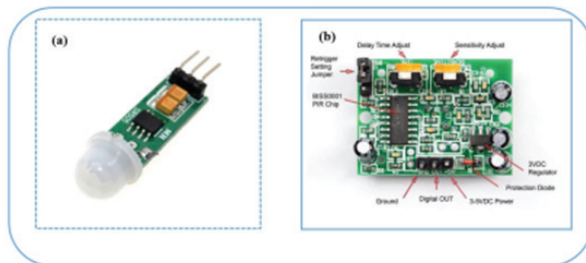 (a)
(b)
Delay Time Adjust
Sensitivity Adjust
Retrigger
Setting
Jumper
BISS0001
PIR Chip
3VDC
Regulator
Protection Diode
Ground
Digital OUT
3-5VDC Power